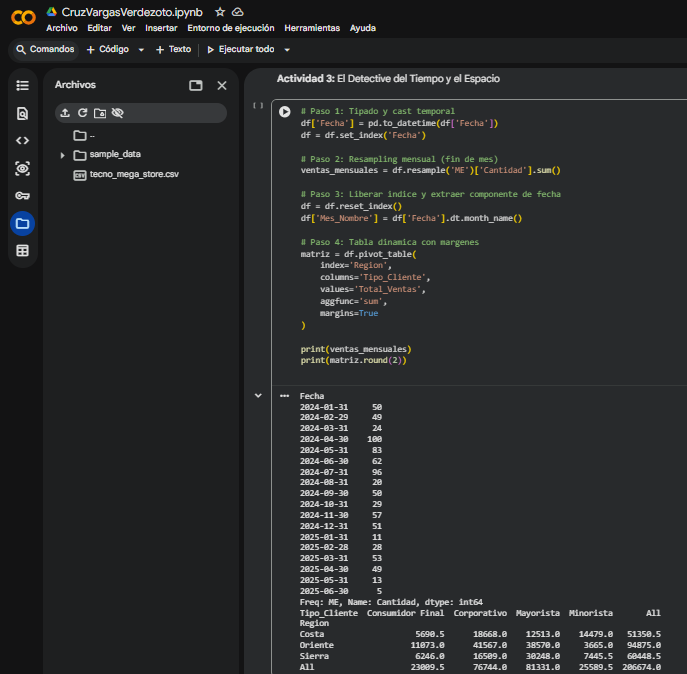 CruzVargasVerdezoto.ipynb
Archivo Editar Ver Insertar Entorno de ejecución Herramientas Ayuda
Comandos + Código + Texto Ejecutar todo
Archivos
..
sample_data
tecno_mega_store.csv
Actividad 3: El Detective del Tiempo y el Espacio
[ ]
# Paso 1: Tipado y cast temporal
df['Fecha'] = pd.to_datetime(df['Fecha'])
df = df.set_index('Fecha')
# Paso 2: Resampling mensual (fin de mes)
ventas_mensuales = df.resample('ME')['Cantidad'].sum()
# Paso 3: Liberar indice y extraer componente de fecha
df = df.reset_index()
df['Mes_Nombre'] = df['Fecha'].dt.month_name()
# Paso 4: Tabla dinamica con margenes
matriz = df.pivot_table(
    index='Region',
    columns='Tipo_Cliente',
    values='Total_Ventas',
    aggfunc='sum',
    margins=True
)
print(ventas_mensuales)
print(matriz.round(2))
Fecha
2024-01-31 50
2024-02-29 49
2024-03-31 24
2024-04-30 100
2024-05-31 83
2024-06-30 62
2024-07-31 96
2024-08-31 20
2024-09-30 50
2024-10-31 29
2024-11-30 57
2024-12-31 51
2025-01-31 11
2025-02-28 28
2025-03-31 53
2025-04-30 49
2025-05-31 13
2025-06-30 5
Freq: ME, Name: Cantidad, dtype: int64
Tipo_Cliente Consumidor Final Corporativo Mayorista Minorista All
Region
Costa 5690.5 18668.0 12513.0 14479.0 51350.5
Oriente 11073.0 41567.0 38570.0 3665.0 94875.0
Sierra 6246.0 16509.0 30248.0 7445.5 60448.5
All 23009.5 76744.0 81331.0 25589.5 206674.0